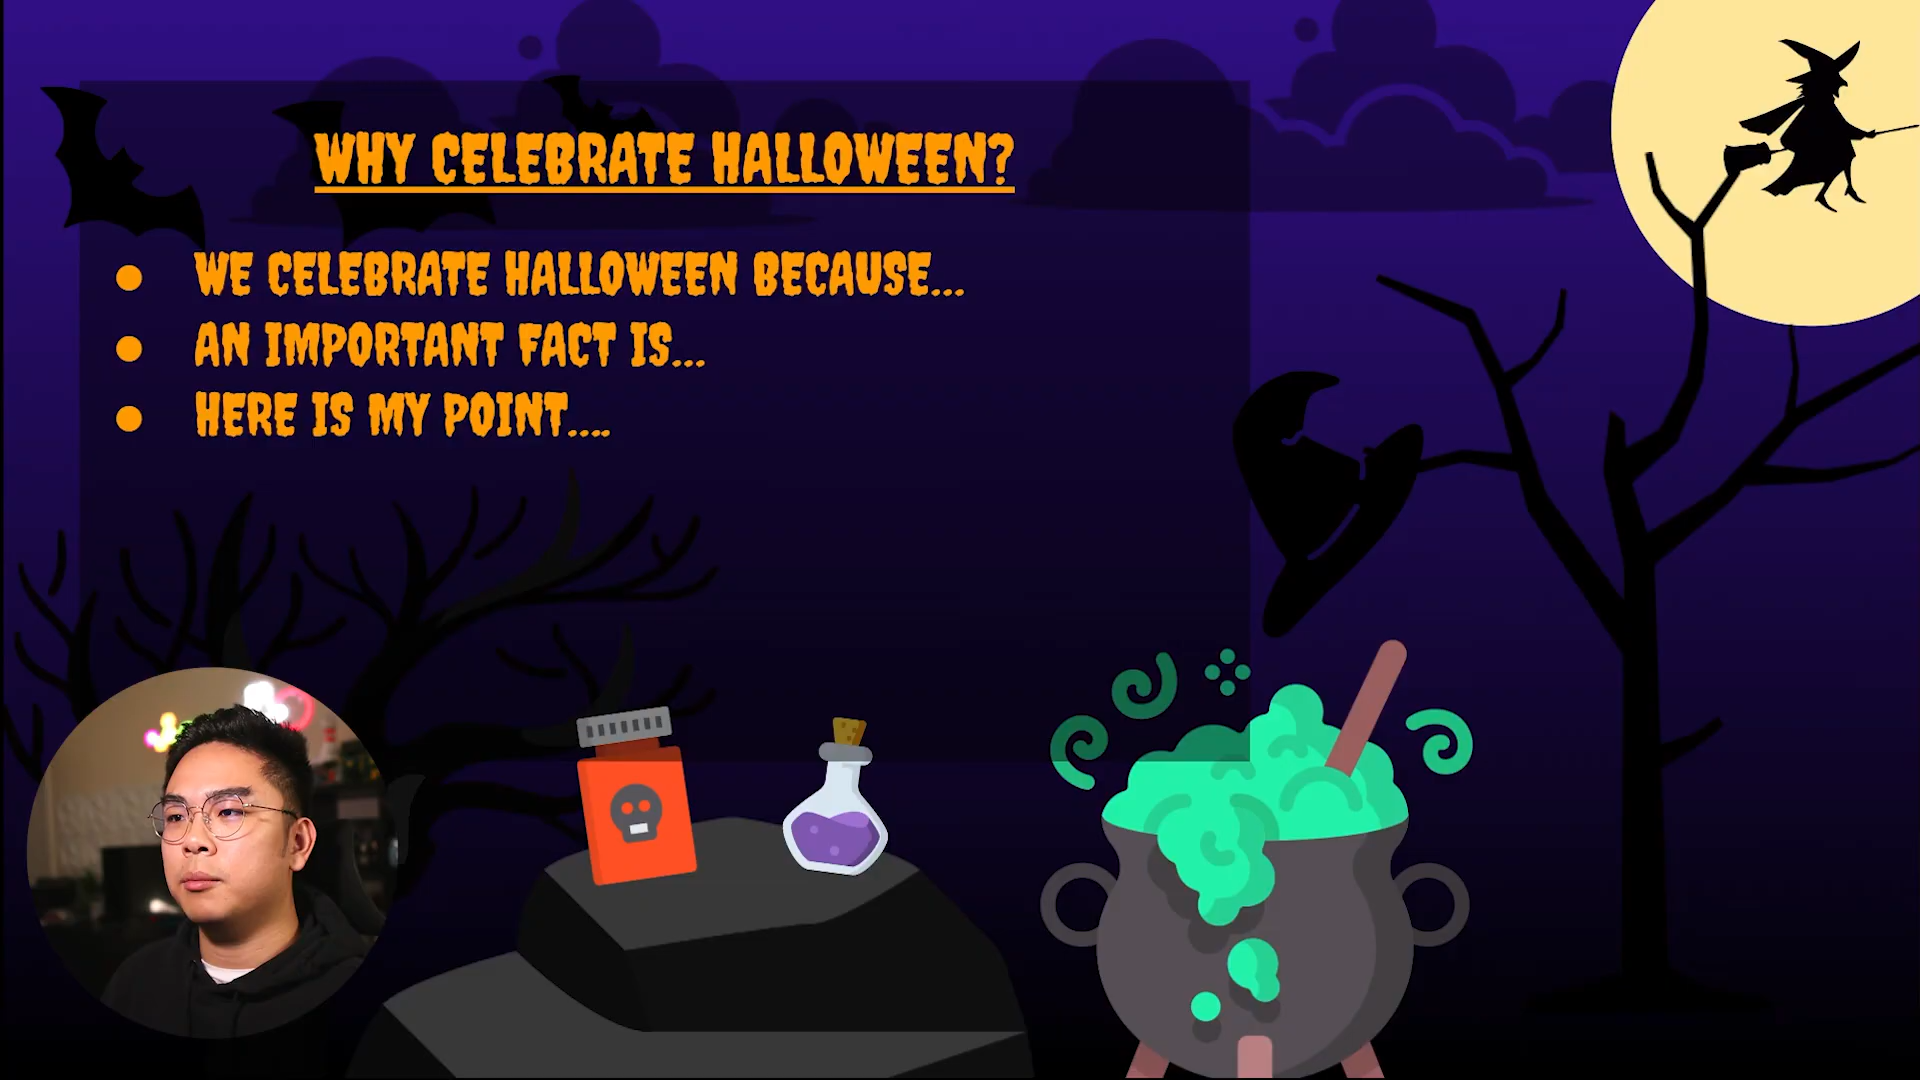 WHY CELEBRATE HALLOWEEN?
● WE CELEBRATE HALLOWEEN BECAUSE...
● AN IMPORTANT FACT IS...
● HERE IS MY POINT....